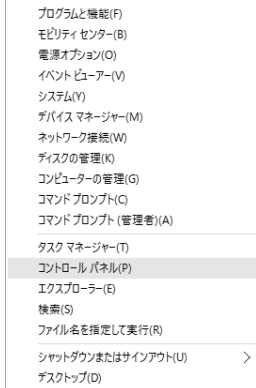 プログラムと機能(F)
モビリティ センター(B)
電源オプション(O)
イベント ビューアー(V)
システム(Y)
デバイス マネージャー(M)
ネットワーク接続(W)
ディスクの管理(K)
コンピューターの管理(G)
コマンド プロンプト(C)
コマンド プロンプト (管理者)(A)
タスク マネージャー(T)
コントロール パネル(P)
エクスプローラー(E)
検索(S)
ファイル名を指定して実行(R)
シャットダウンまたはサインアウト(U)
デスクトップ(D)